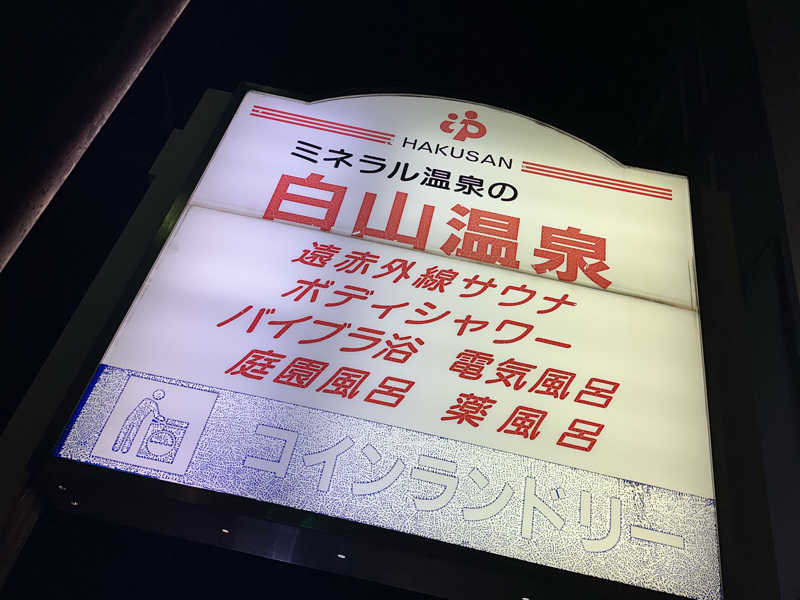 HAKUSAN
ミネラル温泉の
白山温泉
遠赤外線サウナ
ボディシャワー
バイブラ浴 電気風呂
庭園風呂 薬風呂
コインランドリー